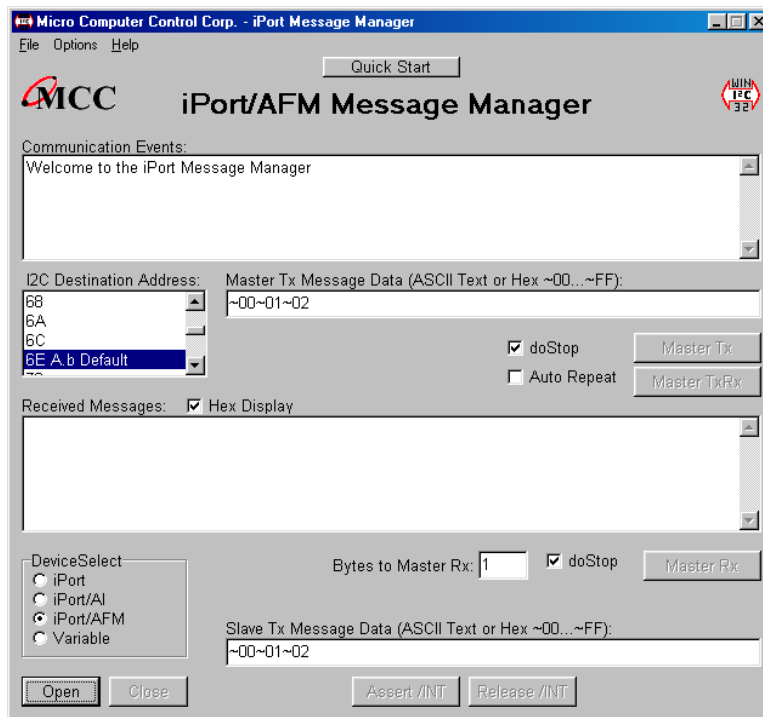 Micro Computer Control Corp. - iPort Message Manager
File Options Help
Quick Start
MCC
iPort/AFM Message Manager
WIN
I²C
32
Communication Events:
Welcome to the iPort Message Manager
I2C Destination Address:
Master Tx Message Data (ASCII Text or Hex ~00...~FF):
68
6A
6C
6E A.b Default
~00~01~02
doStop
Master Tx
Auto Repeat
Master TxRx
Received Messages:
Hex Display
DeviceSelect
iPort
iPort/AI
iPort/AFM
Variable
Bytes to Master Rx: 1
doStop
Master Rx
Slave Tx Message Data (ASCII Text or Hex ~00...~FF):
~00~01~02
Open
Close
Assert /INT
Release /INT